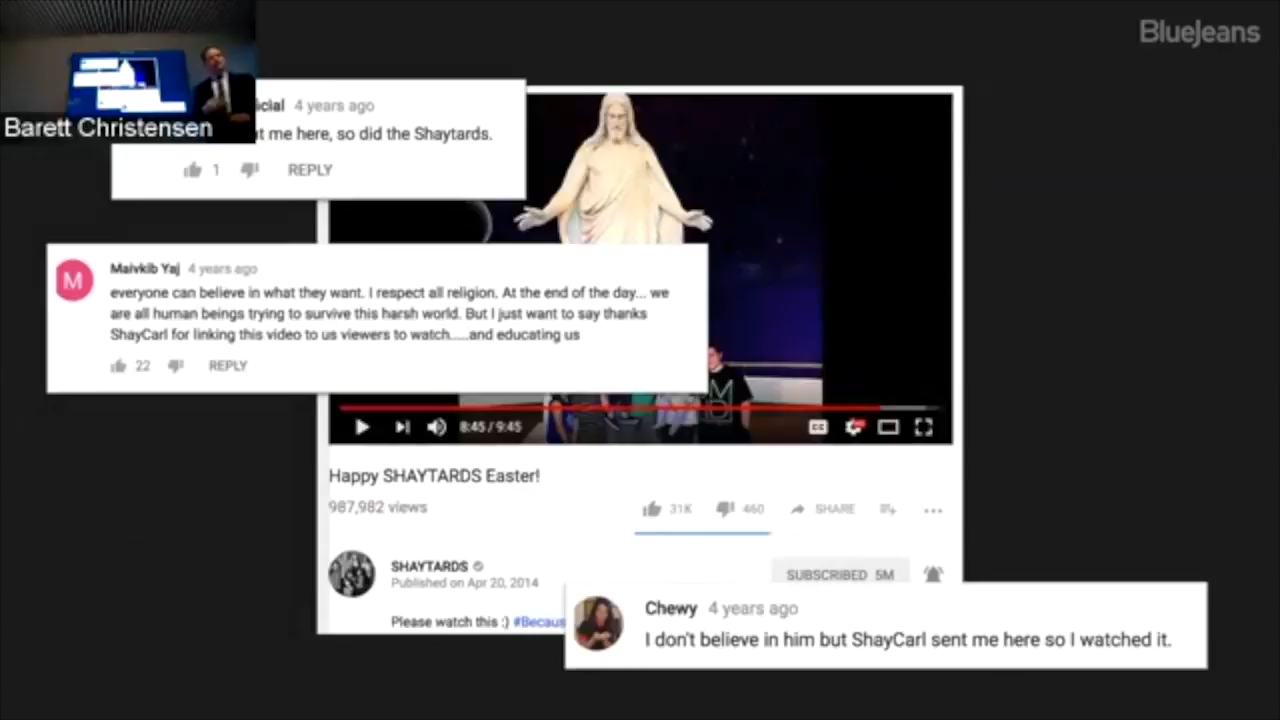 BlueJeans
Barett Christensen
icial 4 years ago
t me here, so did the Shaytards.
1 REPLY
M
Maivkib Yaj 4 years ago
everyone can believe in what they want. I respect all religion. At the end of the day... we
are all human beings trying to survive this harsh world. But I just want to say thanks
ShayCarl for linking this video to us viewers to watch.....and educating us
22 REPLY
8:45 / 9:45
CC
Happy SHAYTARDS Easter!
987,982 views
31K 460 SHARE
SHAYTARDS
Published on Apr 20, 2014
SUBSCRIBED 5M
Please watch this :) #Becaus
Chewy 4 years ago
I don't believe in him but ShayCarl sent me here so I watched it.